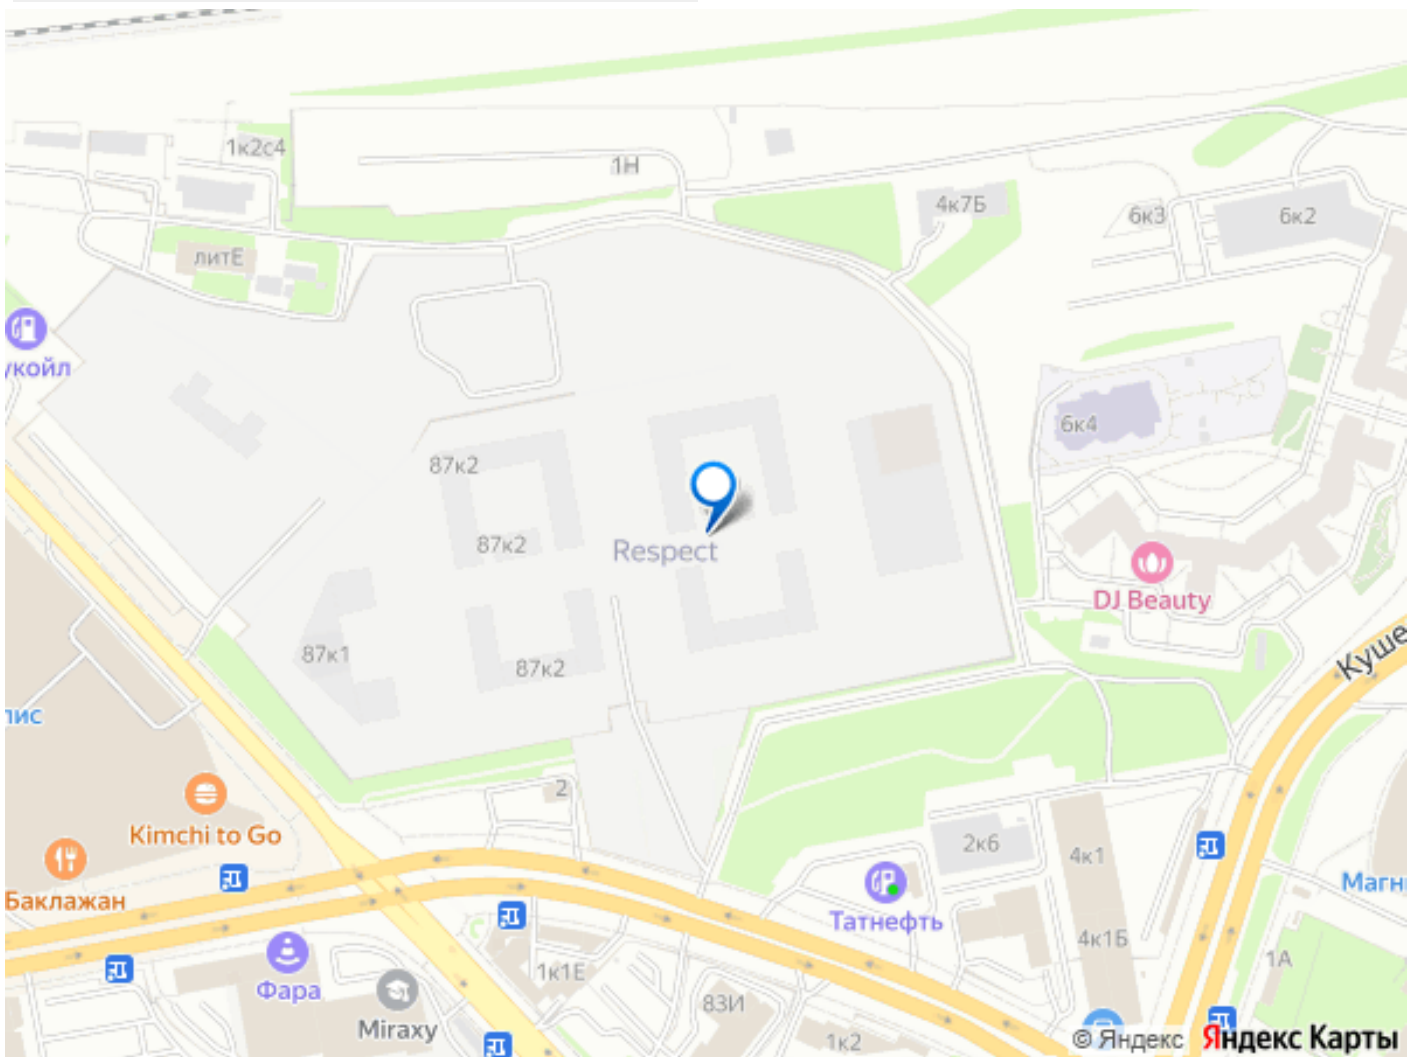 1к2с4
1Н
4к7Б
6к3
6к2
литЕ
укойл
6к4
87к2
87к2
Respect
DJ Beauty
87к1
87к2
Куше
лис
2
Kimchi to Go
2к6
4к1
Магн
Баклажан
Татнефть
4к1Б
1А
1к1Е
Фара
83И
Miraxy
1к2
© Яндекс Яндекс Карты